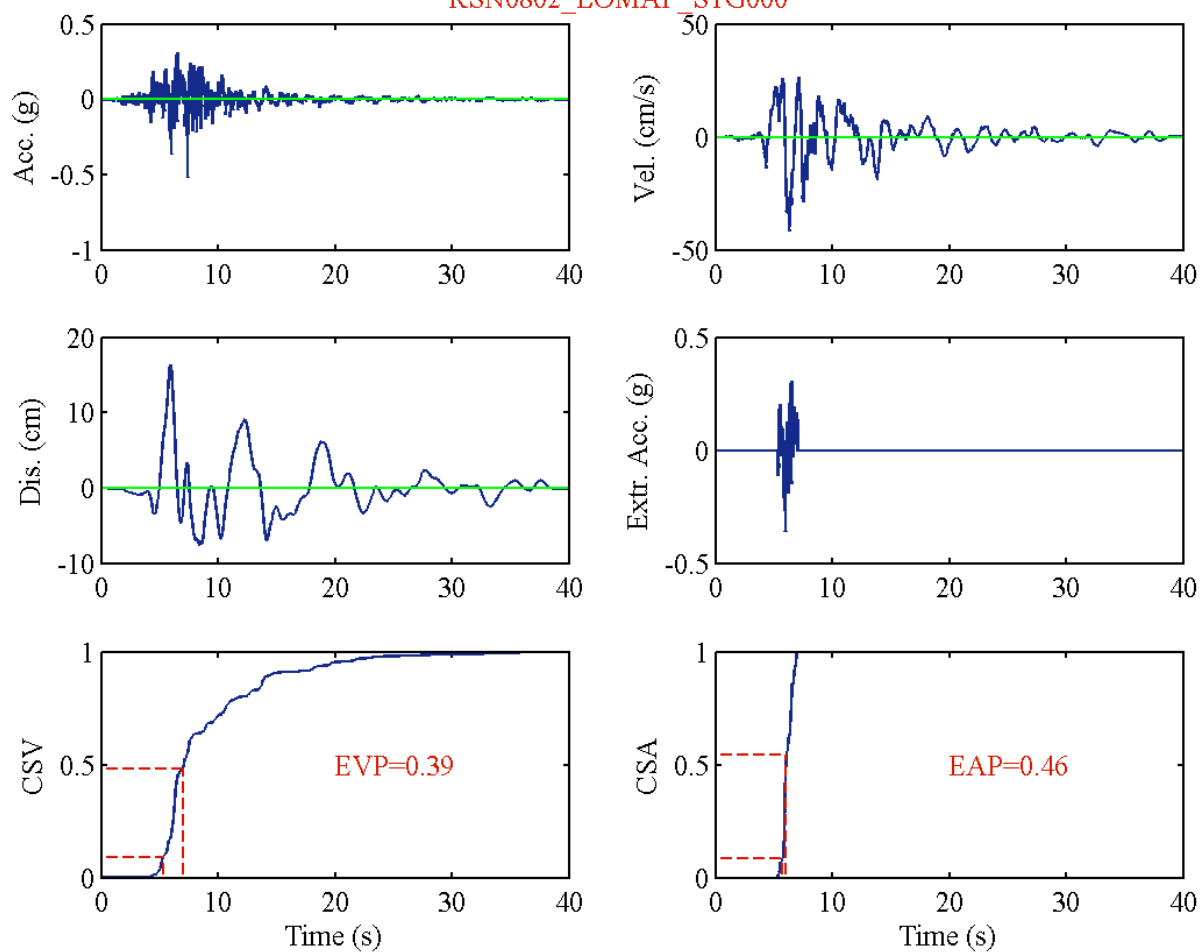 RSN0802_LOMAP_STG000
Acc. (g)
0.5
0
-0.5
-1
0 10 20 30 40
Vel. (cm/s)
50
0
-50
0 10 20 30 40
Dis. (cm)
20
10
0
-10
0 10 20 30 40
Extr. Acc. (g)
0.5
0
-0.5
0 10 20 30 40
CSV
1
0.5
0
EVP=0.39
0 10 20 30 40
Time (s)
CSA
1
0.5
0
EAP=0.46
0 10 20 30 40
Time (s)